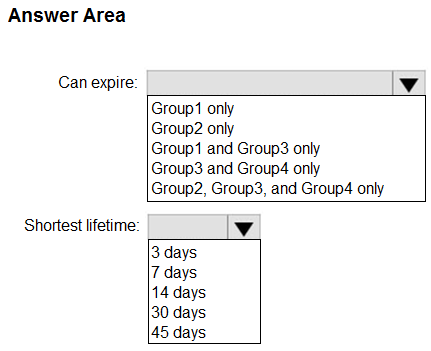 Answer Area
Can expire:
Group1 only
Group2 only
Group1 and Group3 only
Group3 and Group4 only
Group2, Group3, and Group4 only
Shortest lifetime:
3 days
7 days
14 days
30 days
45 days